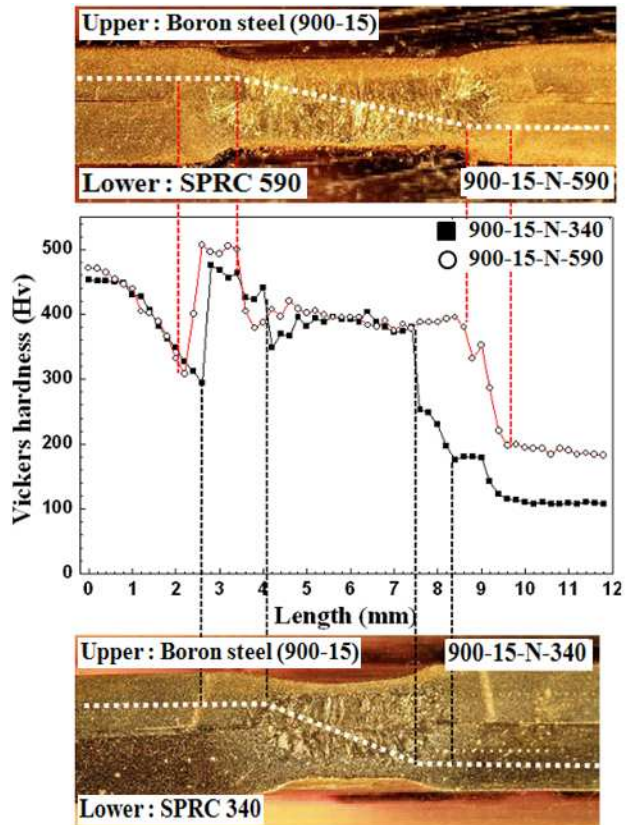 Upper : Boron steel (900-15)
Lower : SPRC 590
900-15-N-590
Vickers hardness (Hv)
500
400
300
200
100
0
900-15-N-340
900-15-N-590
0 1 2 3 4 5 6 7 8 9 10 11 12
Length (mm)
Upper : Boron steel (900-15)
900-15-N-340
Lower : SPRC 340